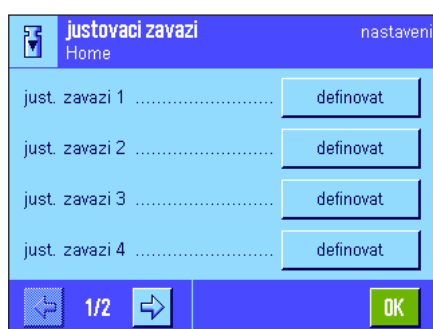 justovaci zavazi
nastaveni
Home
just. zavazi 1 ......................... definovat
just. zavazi 2 ......................... definovat
just. zavazi 3 ......................... definovat
just. zavazi 4 ......................... definovat
1/2
OK